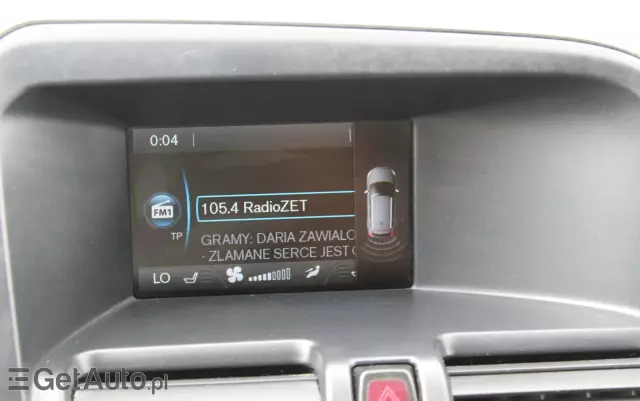 0:04
FM1
105.4 RadioZET
TP
GRAMY: DARIA ZAWIALO
- ZLAMANE SERCE JEST
LO
GetAuto.pl